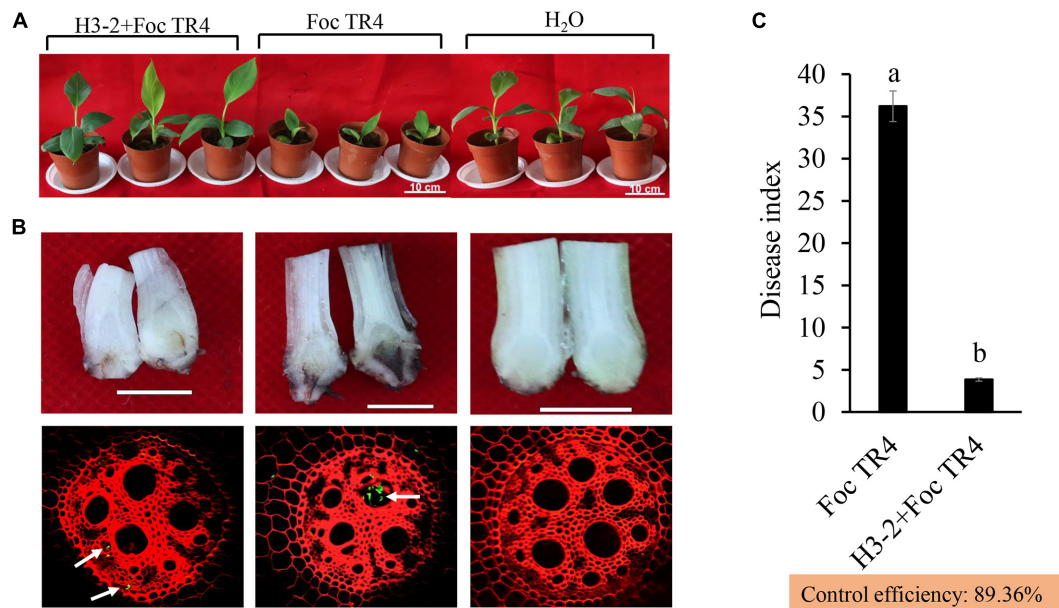 A
H3-2+Foc TR4 Foc TR4 H₂O
10 cm 10 cm
B
C
Disease index
40
35
30
25
20
15
10
5
0
a
b
Foc TR4
H3-2+Foc TR4
Control efficiency: 89.36%